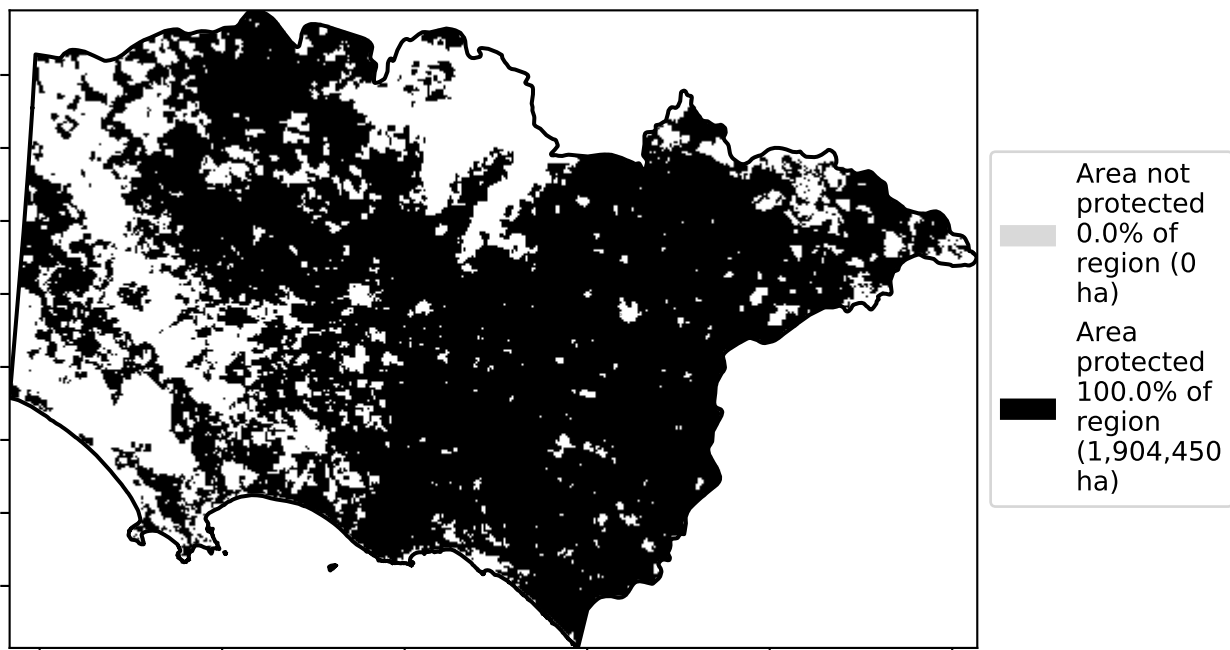 Area not
protected
0.0% of
region (0
ha)
Area
protected
100.0% of
region
(1,904,450
ha)